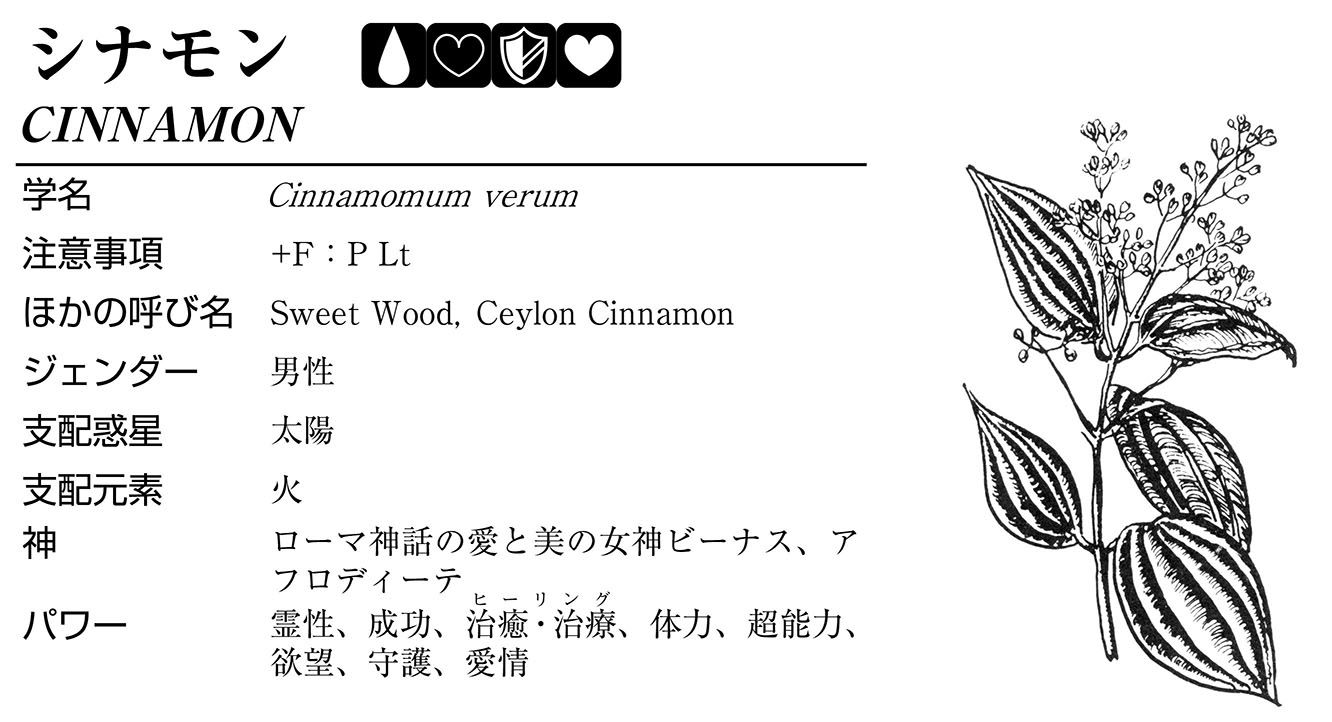 シナモン
CINNAMON
学名 Cinnamomum verum
注意事項 +F：P Lt
ほかの呼び名 Sweet Wood, Ceylon Cinnamon
ジェンダー 男性
支配惑星 太陽
支配元素 火
神 ローマ神話の愛と美の女神ビーナス、ア
フロディーテ
ヒーリング
パワー 霊性、成功、治癒・治療、体力、超能力、
欲望、守護、愛情